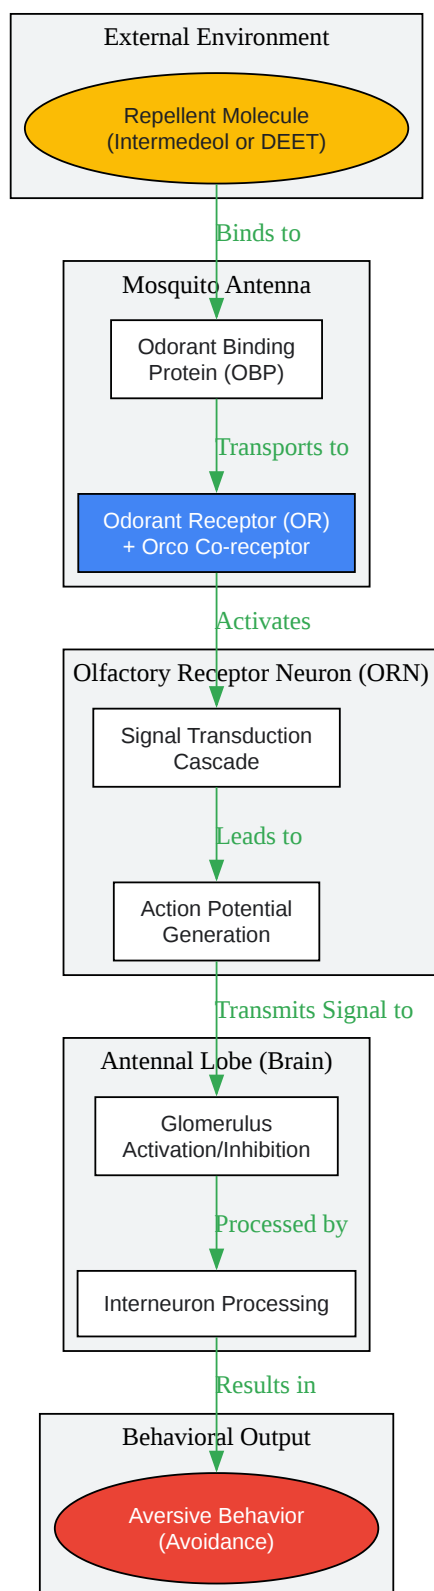 External Environment
Repellent Molecule
(Intermedeol or DEET)
Binds to
Mosquito Antenna
Odorant Binding
Protein (OBP)
Transports to
Odorant Receptor (OR)
+ Orco Co-receptor
Activates
Olfactory Receptor Neuron (ORN)
Signal Transduction
Cascade
Leads to
Action Potential
Generation
Transmits Signal to
Antennal Lobe (Brain)
Glomerulus
Activation/Inhibition
Processed by
Interneuron Processing
Results in
Behavioral Output
Aversive Behavior
(Avoidance)